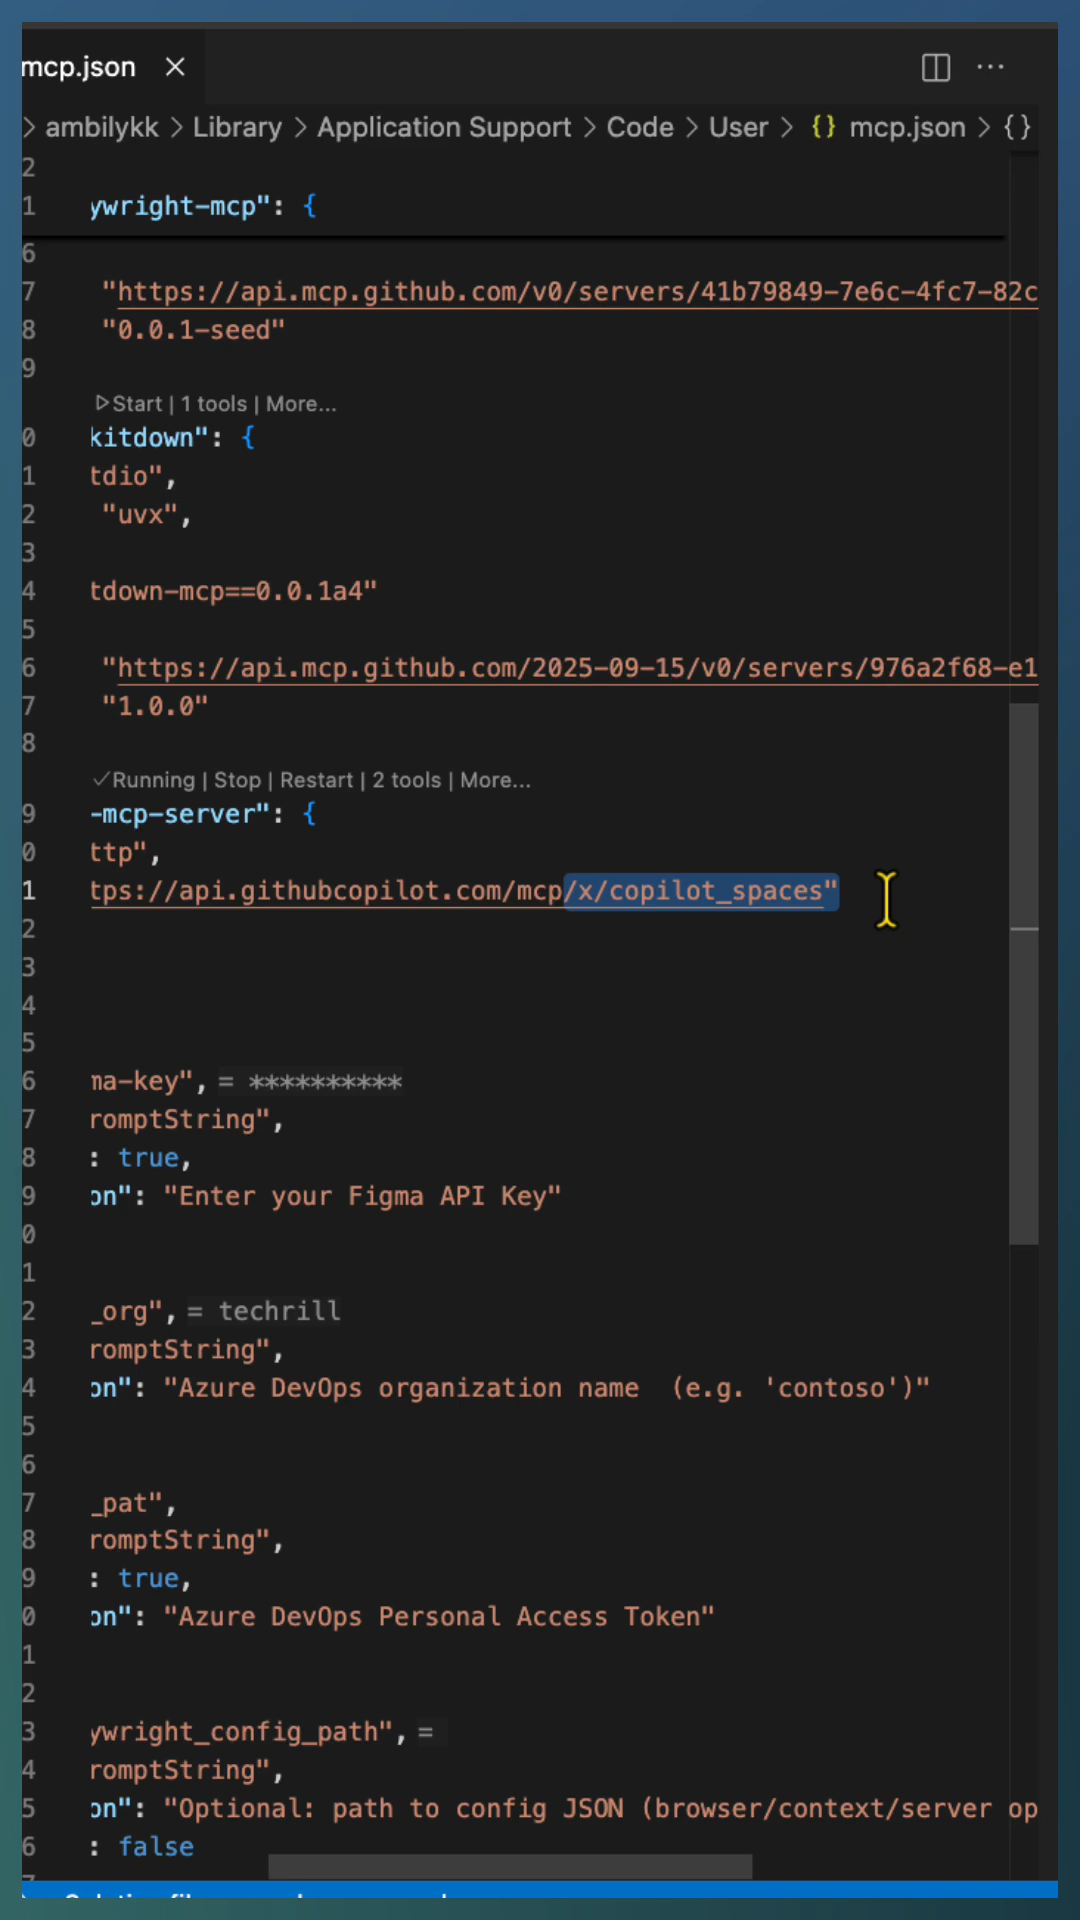 mcp.json
ambilykk > Library > Application Support > Code > User > {} mcp.json > {}
2
1 ywright-mcp": {
6
7 "https://api.mcp.github.com/v0/servers/41b79849-7e6c-4fc7-82c
8 "0.0.1-seed"
9
Start | 1 tools | More...
0 kitdown": {
1 tdio",
2 "uvx",
3
4 tdown-mcp==0.0.1a4"
5
6 "https://api.mcp.github.com/2025-09-15/v0/servers/976a2f68-e1
7 "1.0.0"
8
✓Running | Stop | Restart | 2 tools | More...
9 -mcp-server": {
0 ttp",
1 tps://api.githubcopilot.com/mcp/x/copilot_spaces"
2
3
4
5
6 ma-key", = **********
7 romptString",
8 : true,
9 on": "Enter your Figma API Key"
0
1
2 _org", = techrill
3 romptString",
4 on": "Azure DevOps organization name  (e.g. 'contoso')"
5
6
7 _pat",
8 romptString",
9 : true,
0 on": "Azure DevOps Personal Access Token"
1
2
3 ywright_config_path", =
4 romptString",
5 on": "Optional: path to config JSON (browser/context/server op
6 : false